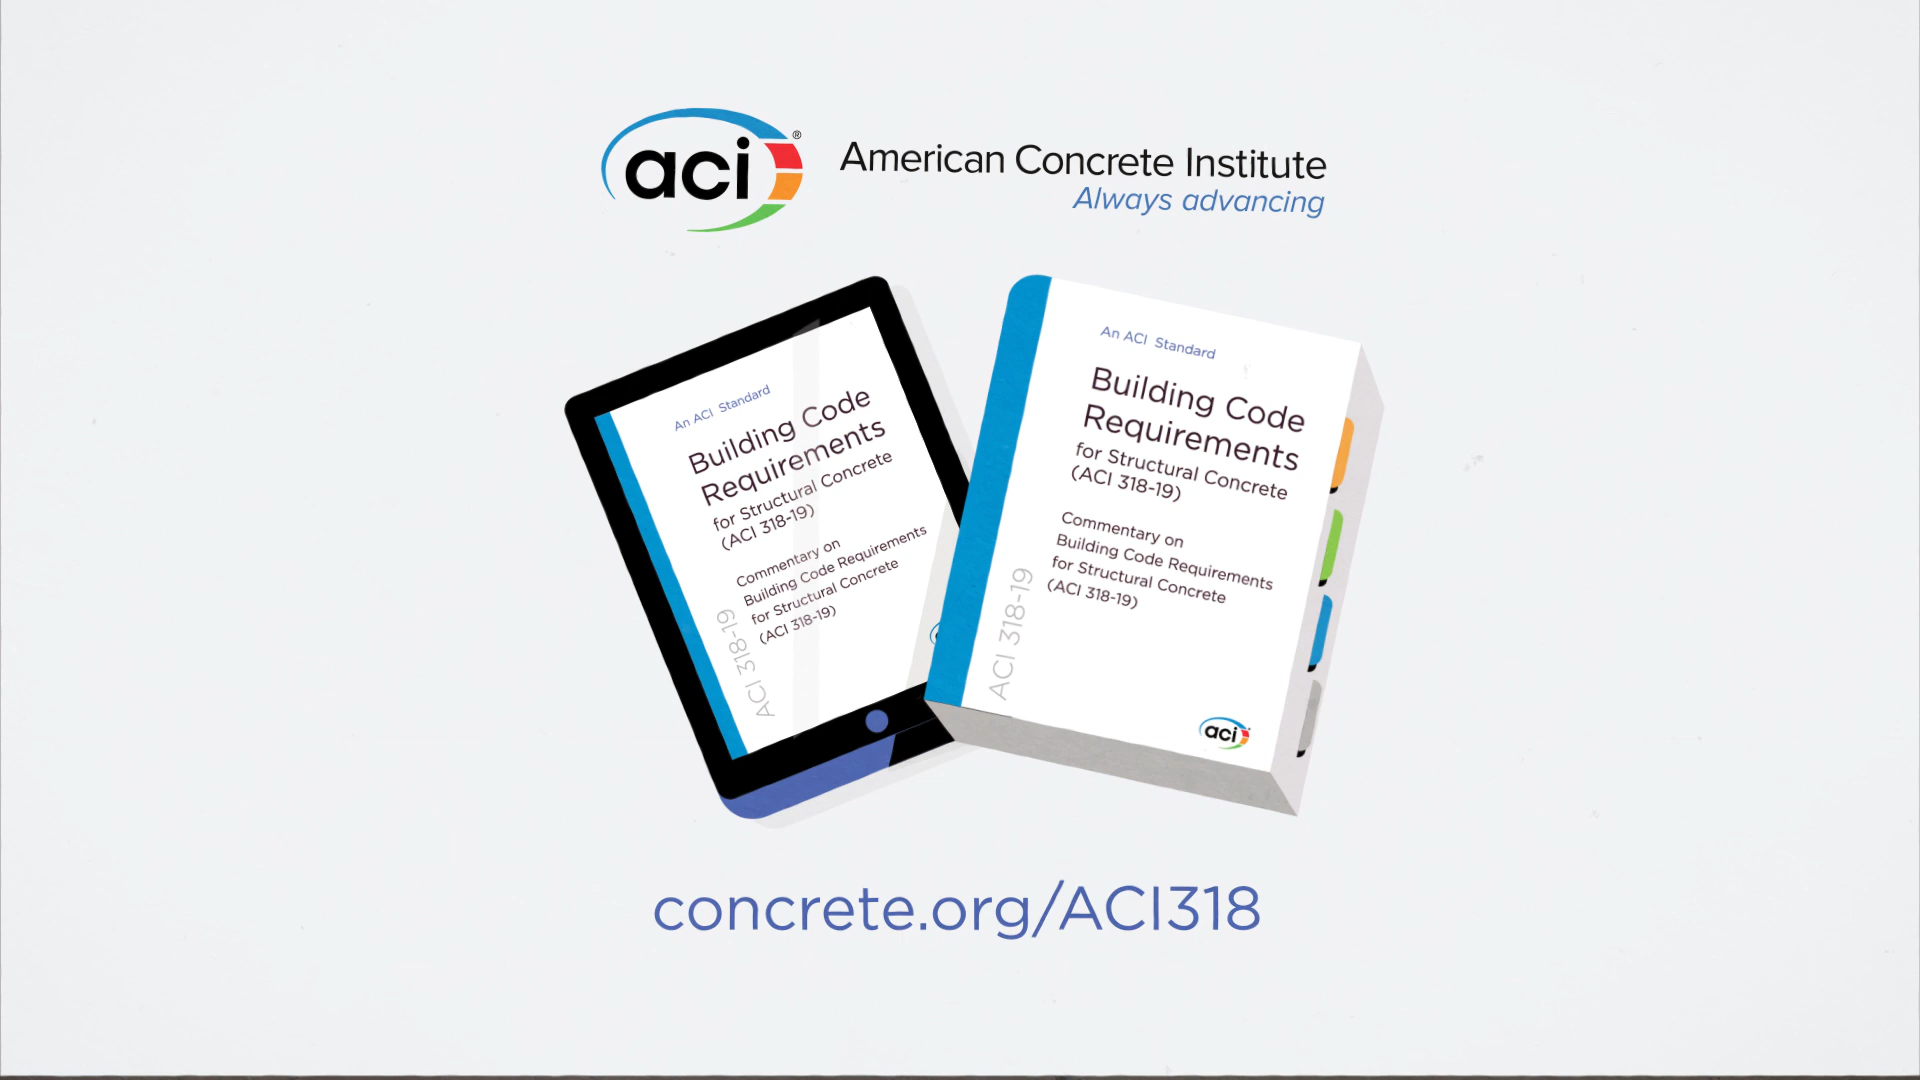 aci®
American Concrete Institute
Always advancing
An ACI Standard
Building Code
Requirements
for Structural Concrete
(ACI 318-19)
Commentary on
Building Code Requirements
for Structural Concrete
(ACI 318-19)
ACI 318-19
An ACI Standard
Building Code
Requirements
for Structural Concrete
(ACI 318-19)
Commentary on
Building Code Requirements
for Structural Concrete
(ACI 318-19)
ACI 318-19
aci
concrete.org/ACI318